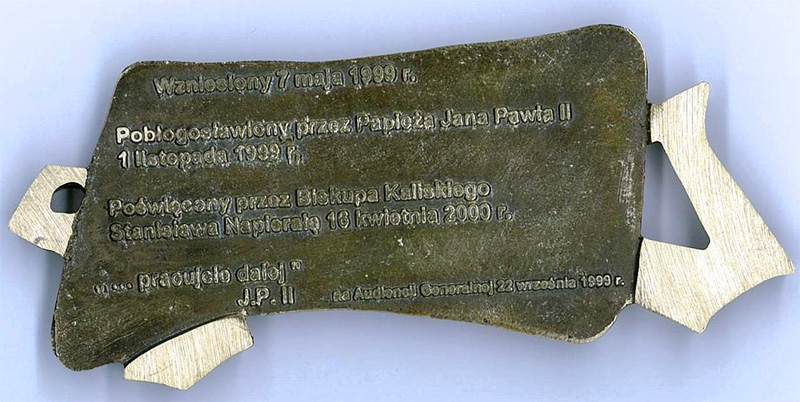 Wzniesiony 7 maja 1999 r.
Pobłogosławiony przez Papieża Jana Pawła II
1 listopada 1999 r.
Poświęcony przez Biskupa Kaliskiego
Stanisława Napierałę 16 kwietnia 2000 r.
„... pracujcie dalej"
J.P. II na Audiencji Generalnej 22 września 1999 r.